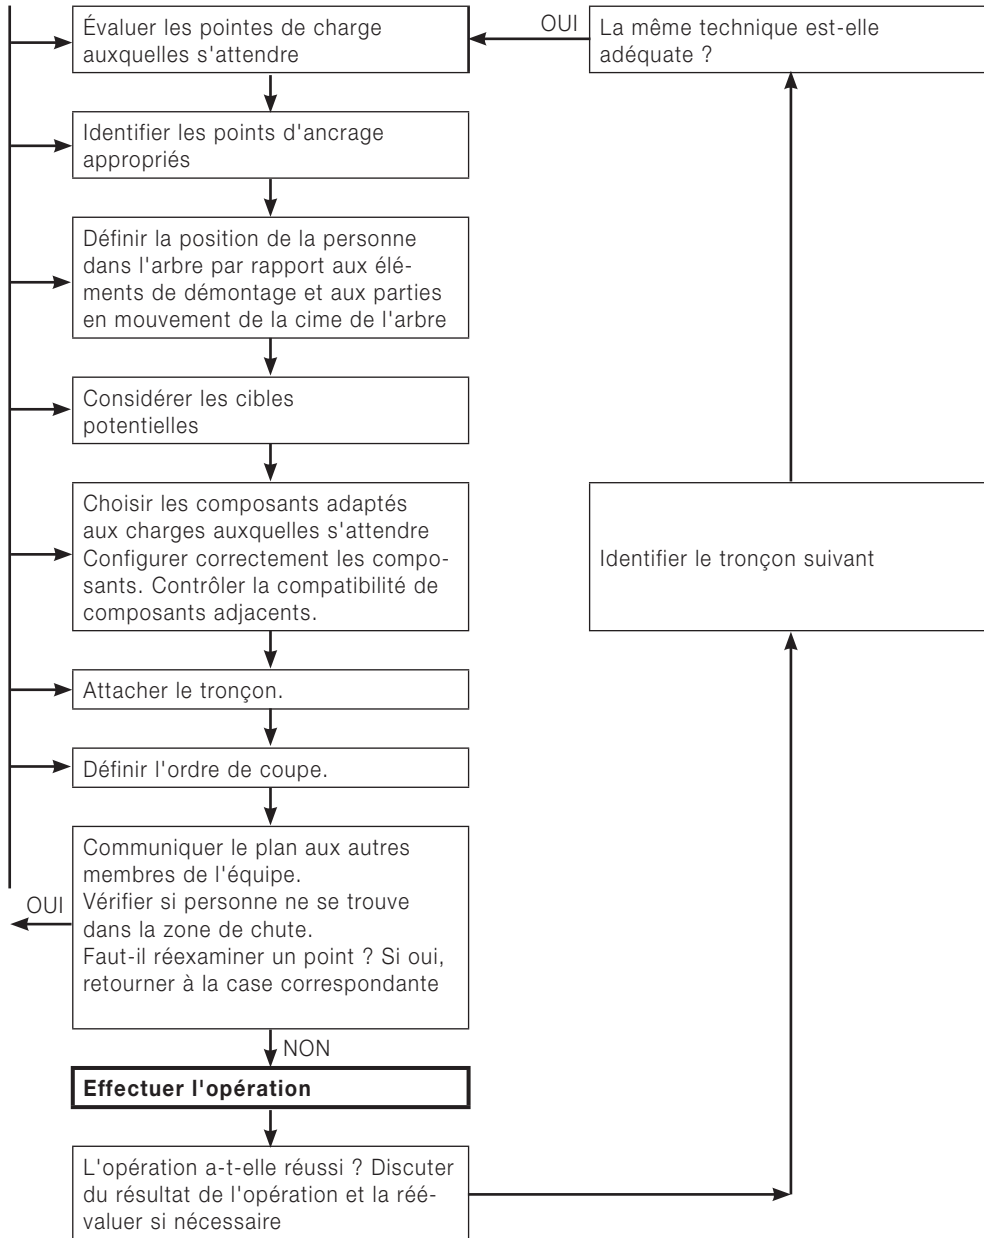 Évaluer les pointes de charge
auxquelles s'attendre
OUI
La même technique est-elle
adéquate ?
Identifier les points d'ancrage
appropriés
Définir la position de la personne
dans l'arbre par rapport aux élé-
ments de démontage et aux parties
en mouvement de la cime de l'arbre
Considérer les cibles
potentielles
Choisir les composants adaptés
aux charges auxquelles s'attendre
Configurer correctement les compo-
sants. Contrôler la compatibilité de
composants adjacents.
Identifier le tronçon suivant
Attacher le tronçon.
Définir l'ordre de coupe.
Communiquer le plan aux autres
membres de l'équipe.
Vérifier si personne ne se trouve
dans la zone de chute.
Faut-il réexaminer un point ? Si oui,
retourner à la case correspondante
OUI
NON
Effectuer l'opération
L'opération a-t-elle réussi ? Discuter
du résultat de l'opération et la réé-
valuer si nécessaire